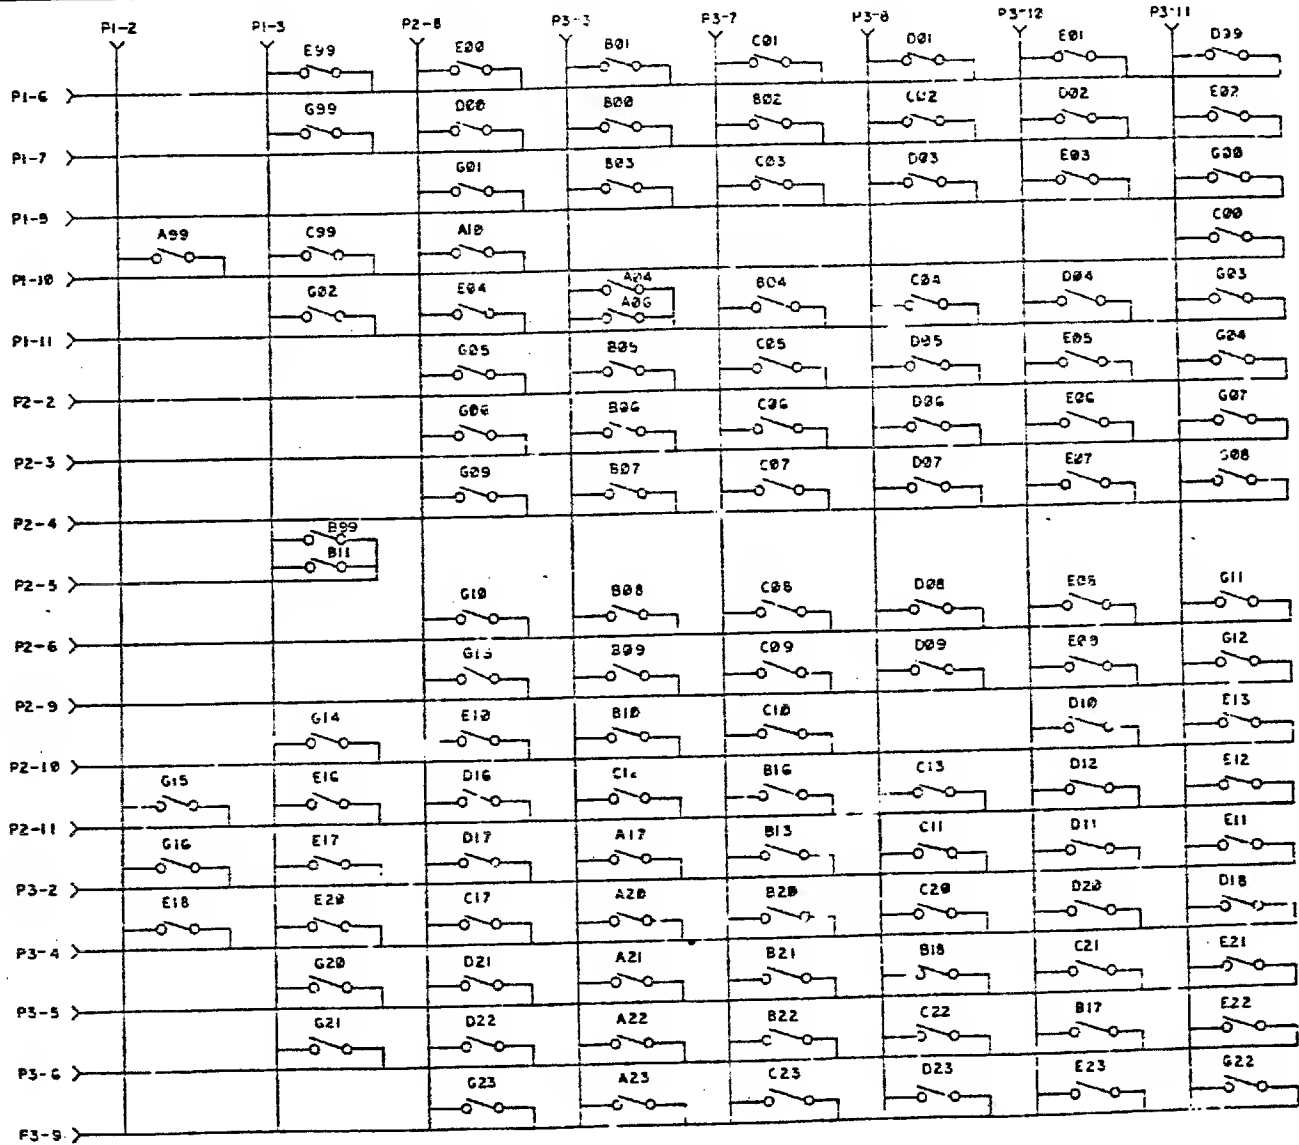 P1-2 P1-3 P2-8 P3-3 P3-7 P3-8 P3-12 P3-11
E99 E00 B01 C01 D01 E01 D99
P1-6
G99 D00 B00 B02 C02 D02 E02
P1-7
G01 B03 C03 D03 E03 G00
P1-9
A99 C99 A10 C00
P1-10
G02 E04 A04 B04 C04 D04 G03
A06
P1-11
G05 B05 C05 D05 E05 G04
P2-2
G06 B06 C06 D06 E06 G07
P2-3
G09 B07 C07 D07 E07 G08
P2-4
B99
B11
P2-5
G10 B08 C08 D08 E08 G11
P2-6
G13 B09 C09 D09 E09 G12
P2-9
G14 E10 B10 C10 D10 E13
P2-10
G15 E16 D16 C12 B16 C13 D12 E12
P2-11
G16 E17 D17 A17 B13 C11 D11 E11
P3-2
E18 E20 C17 A20 B20 C20 D20 D18
P3-4
G20 D21 A21 B21 B18 C21 E21
P3-5
G21 D22 A22 B22 C22 B17 E22
P3-6
G23 A23 C23 D23 E23 G22
P3-9